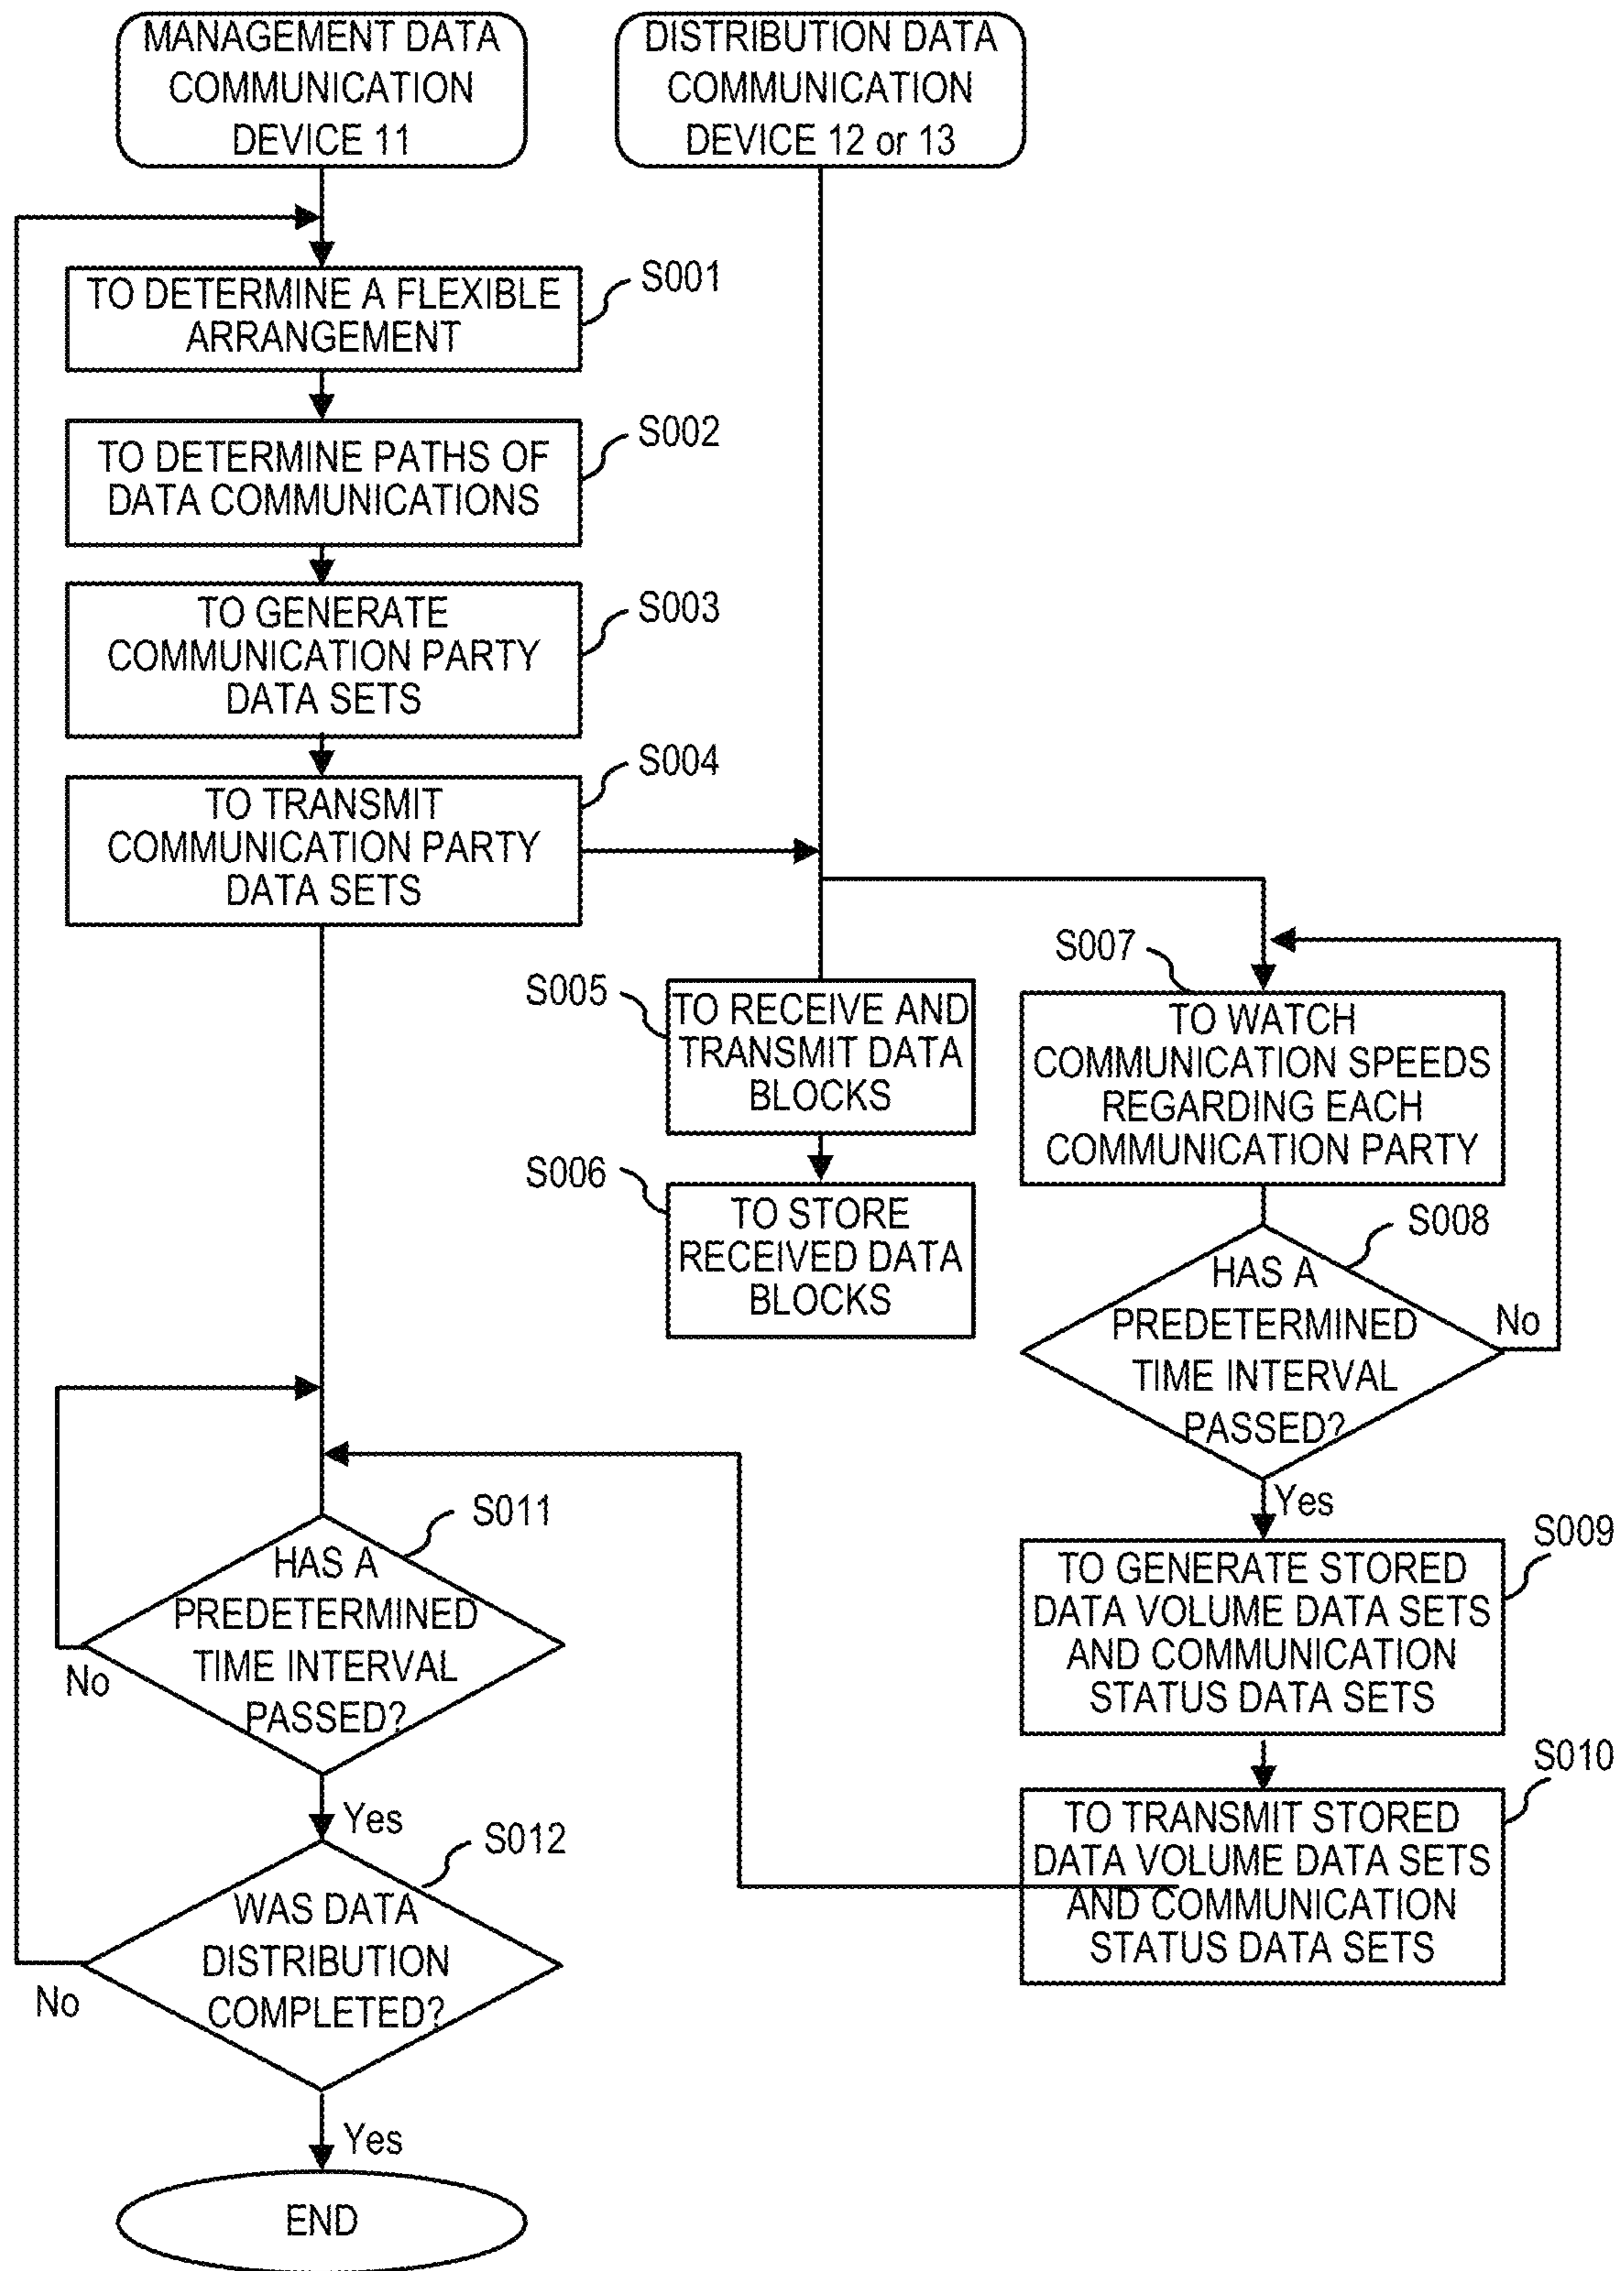 MANAGEMENT DATA
COMMUNICATION
DEVICE 11
DISTRIBUTION DATA
COMMUNICATION
DEVICE 12 or 13
S001
TO DETERMINE A FLEXIBLE
ARRANGEMENT
S002
TO DETERMINE PATHS OF
DATA COMMUNICATIONS
S003
TO GENERATE
COMMUNICATION PARTY
DATA SETS
S004
TO TRANSMIT
COMMUNICATION PARTY
DATA SETS
S005
TO RECEIVE AND
TRANSMIT DATA
BLOCKS
S006
TO STORE
RECEIVED DATA
BLOCKS
S007
TO WATCH
COMMUNICATION SPEEDS
REGARDING EACH
COMMUNICATION PARTY
S008
HAS A
PREDETERMINED
TIME INTERVAL
PASSED?
No
Yes
S009
TO GENERATE STORED
DATA VOLUME DATA SETS
AND COMMUNICATION
STATUS DATA SETS
S010
TO TRANSMIT STORED
DATA VOLUME DATA SETS
AND COMMUNICATION
STATUS DATA SETS
S011
HAS A
PREDETERMINED
TIME INTERVAL
PASSED?
No
Yes
S012
WAS DATA
DISTRIBUTION
COMPLETED?
No
Yes
END